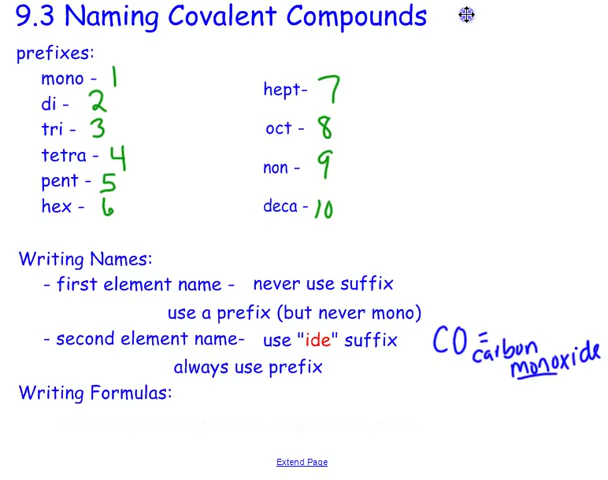 9.3 Naming Covalent Compounds
prefixes:
mono - 1
di - 2
tri - 3
tetra - 4
pent - 5
hex - 6
hept- 7
oct - 8
non - 9
deca - 10
Writing Names:
- first element name - never use suffix
use a prefix (but never mono)
- second element name- use "ide" suffix
always use prefix
CO = carbon
monoxide
Writing Formulas:
Extend Page